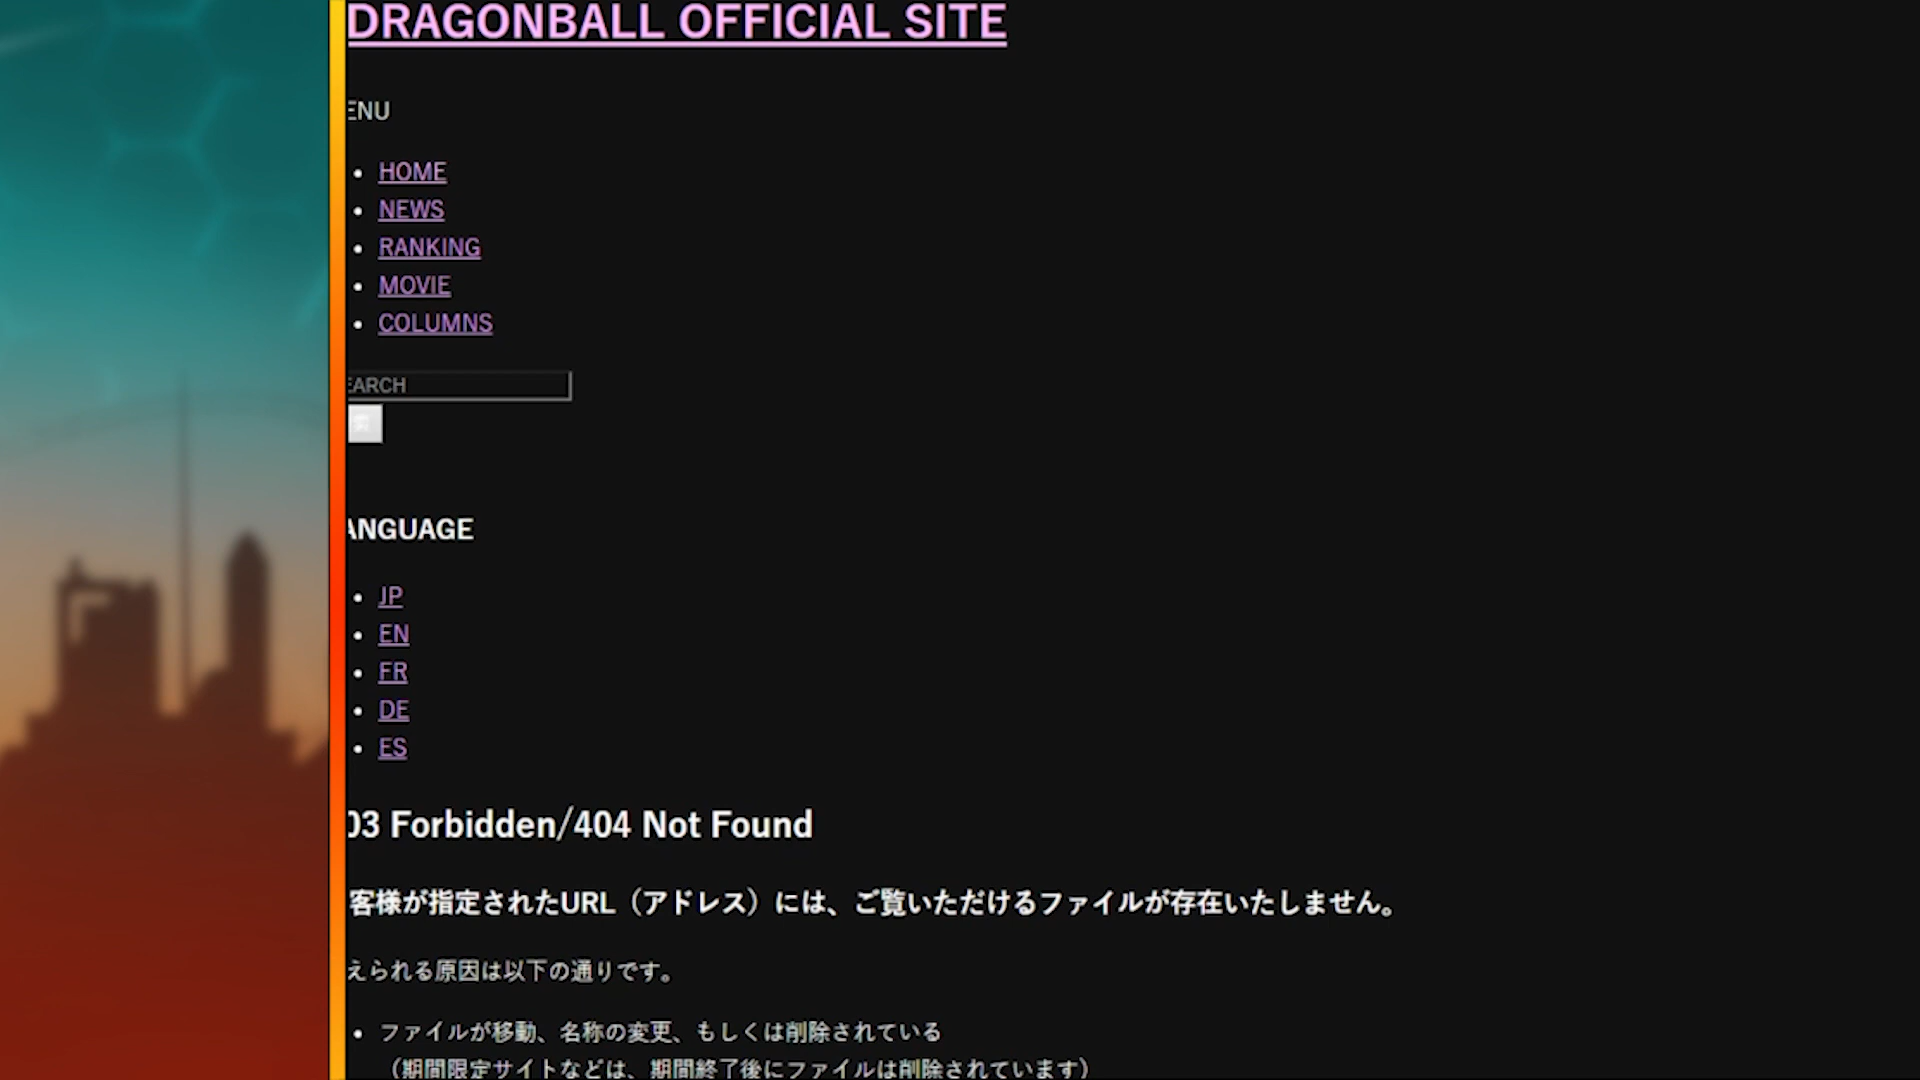 DRAGONBALL OFFICIAL SITE
ENU
HOME
NEWS
RANKING
MOVIE
COLUMNS
EARCH
LANGUAGE
JP
EN
FR
DE
ES
03 Forbidden/404 Not Found
客様が指定されたURL（アドレス）には、ご覧いただけるファイルが存在いたしません。
えられる原因は以下の通りです。
ファイルが移動、名称の変更、もしくは削除されている
（期間限定サイトなどは、期間終了後にファイルは削除されています）